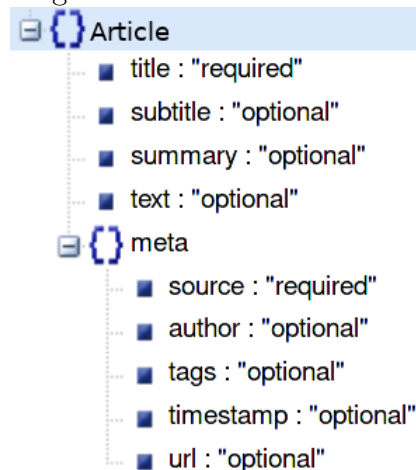 Article
title : "required"
subtitle : "optional"
summary : "optional"
text : "optional"
meta
source : "required"
author : "optional"
tags : "optional"
timestamp : "optional"
url : "optional"